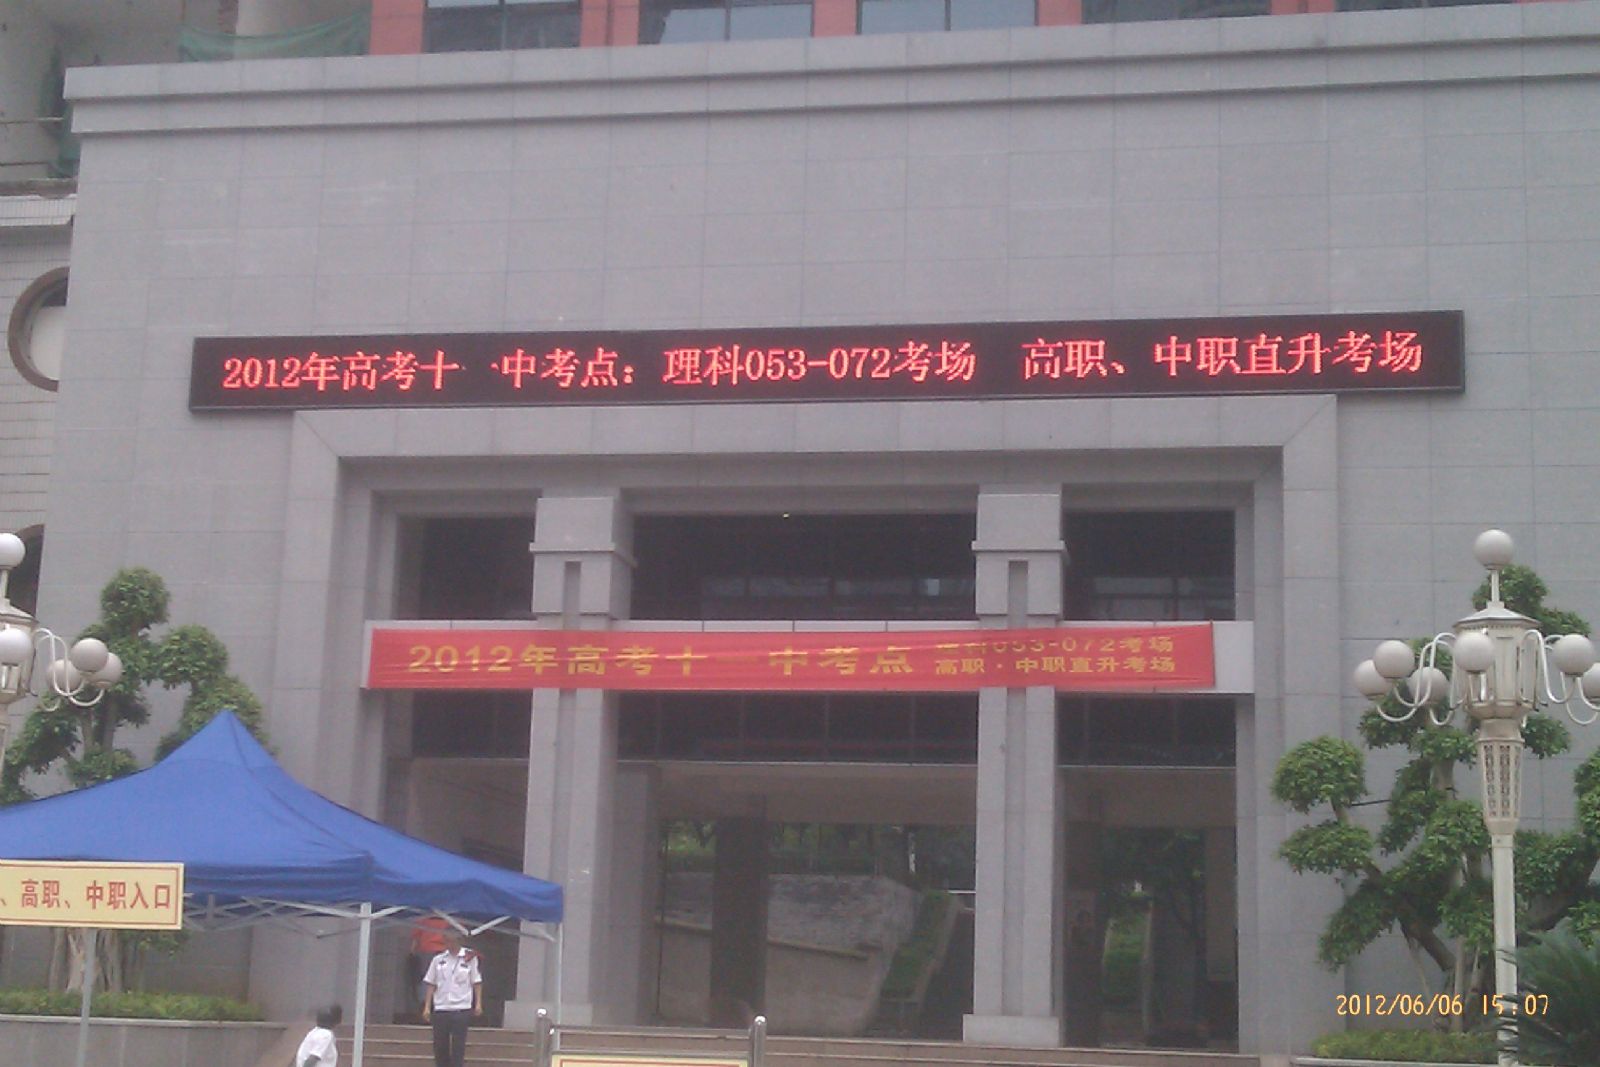 2012年高考十一中考点：理科053-072考场　高职、中职直升考场
2012年高考十一中考点
理科053-072考场
高职·中职直升考场
、高职、中职入口
2012/06/06 15:07